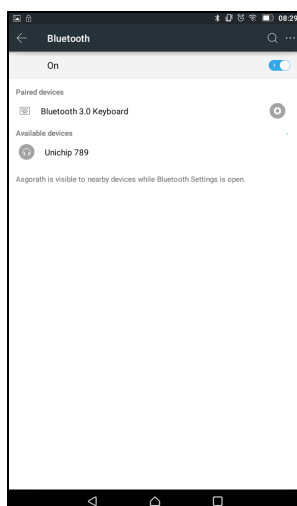 08:29
Bluetooth
On
Paired devices
Bluetooth 3.0 Keyboard
Available devices
Unichip 789
Asgorath is visible to nearby devices while Bluetooth Settings is open.